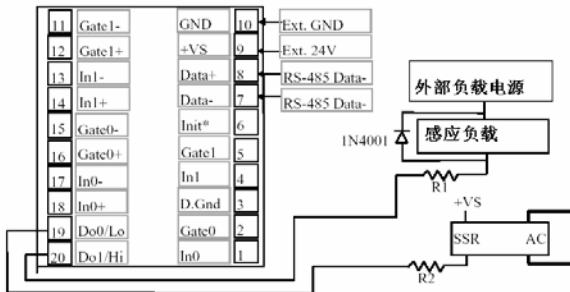 11 Gate1- GND 10 Ext. GND
12 Gate1+ +VS 9 Ext. 24V
13 In1- Data+ 8 RS-485 Data-
14 In1+ Data- 7 RS-485 Data-
15 Gate0- Init* 6
16 Gate0+ Gate1 5
17 In0- In1 4
18 In0+ D.Gnd 3
19 Do0/Lo Gate0 2
20 Do1/Hi In0 1
外部负载电源
1N4001
感应负载
R1
+VS
SSR AC
R2